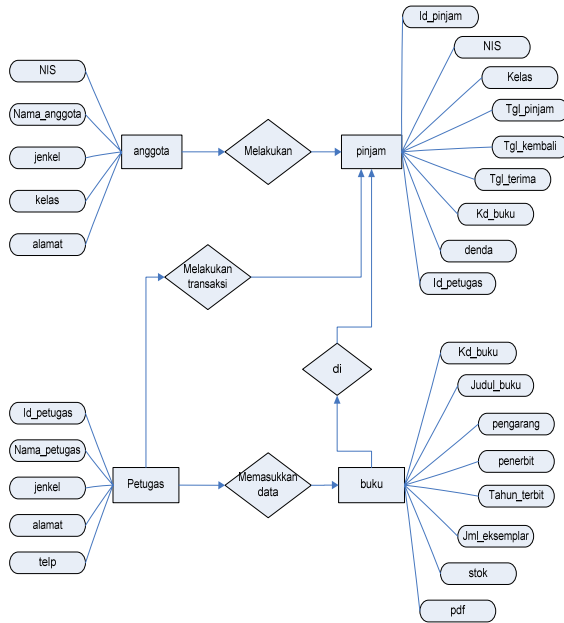 Id_pinjam
NIS
Kelas
Tgl_pinjam
Tgl_kembali
Tgl_terima
Kd_buku
denda
Id_petugas
NIS
Nama_anggota
jenkel
kelas
alamat
anggota
Melakukan
pinjam
Melakukan
transaksi
di
Id_petugas
Nama_petugas
jenkel
alamat
telp
Petugas
Memasukkan
data
buku
Kd_buku
Judul_buku
pengarang
penerbit
Tahun_terbit
Jml_eksemplar
stok
pdf